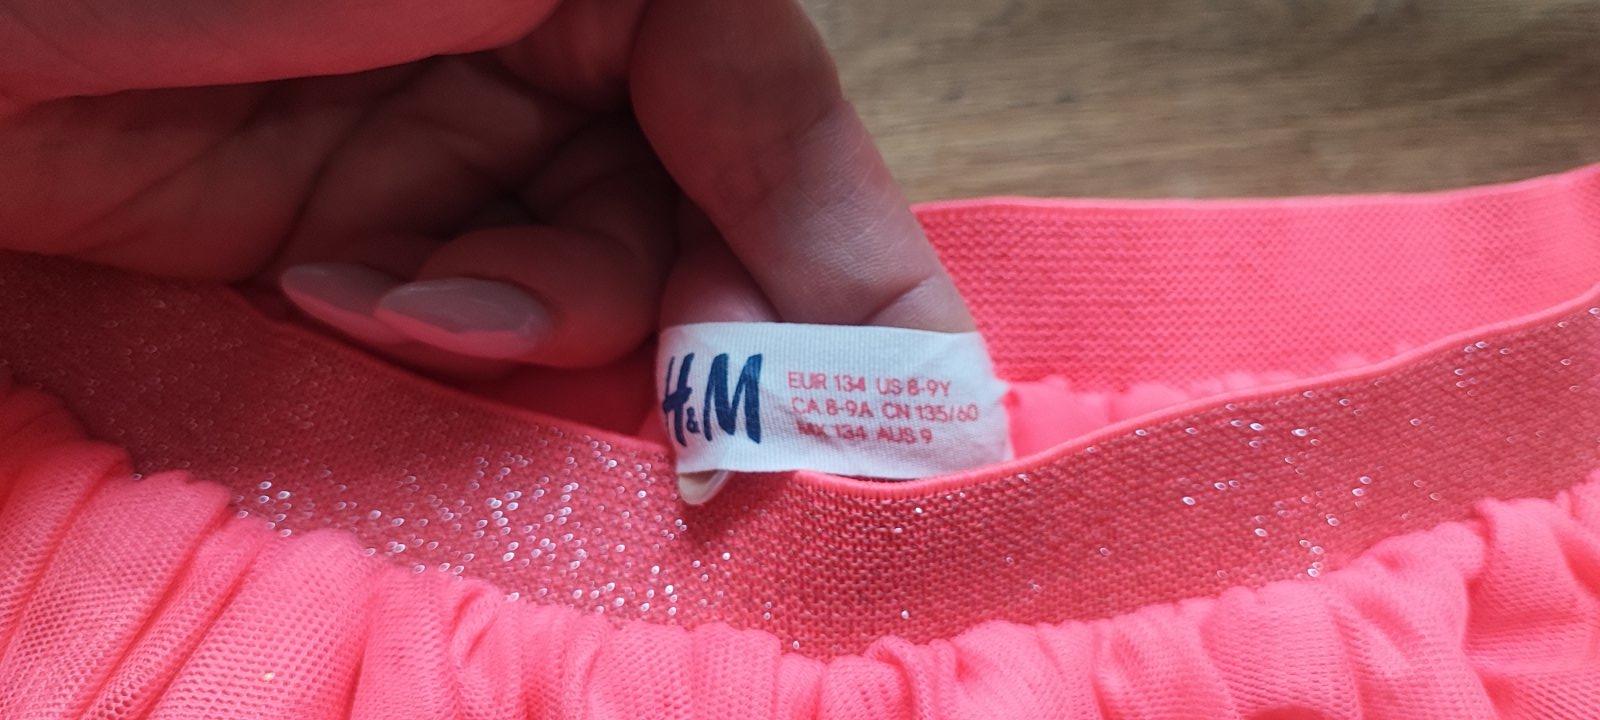 H&M
EUR 134 US 8-9Y
CA 8-9A CN 135/60
MX 134 AUS 9